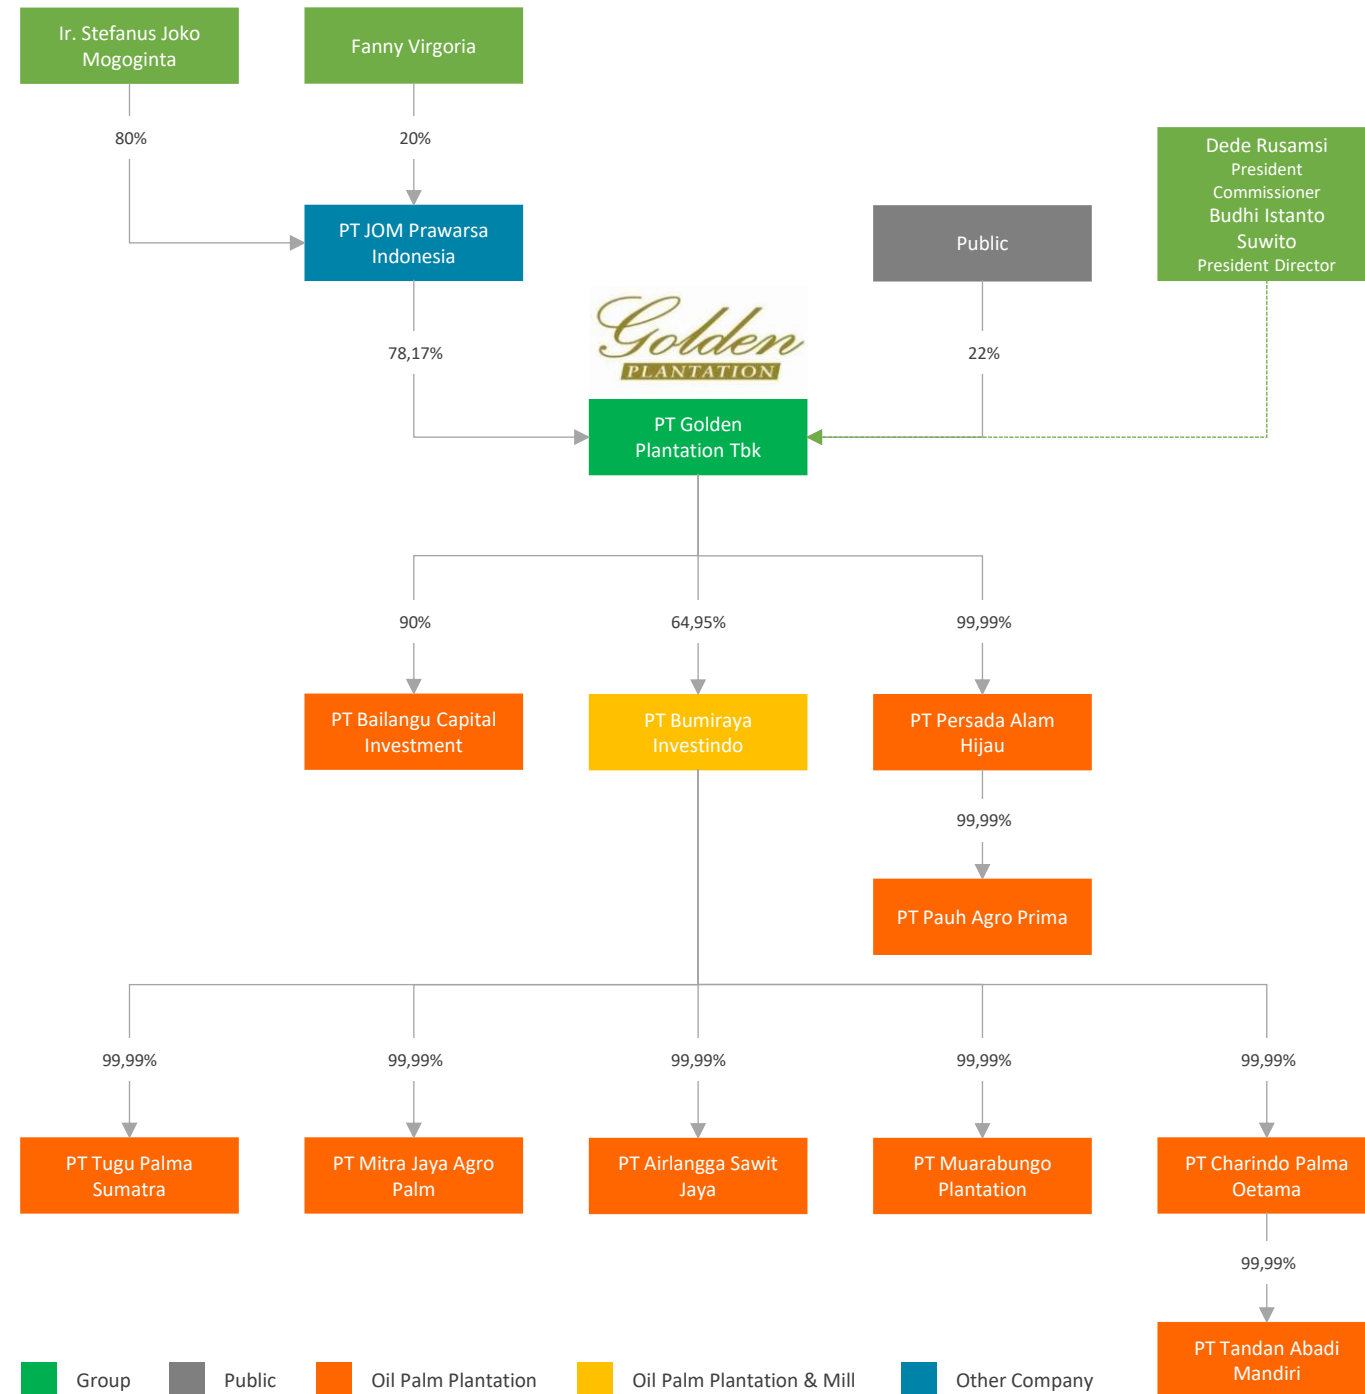 Ir. Stefanus Joko
Mogoginta
Fanny Virgoria
80%
20%
Dede Rusamsi
President
Commissioner
Budhi Istanto
Suwito
President Director
PT JOM Prawarsa
Indonesia
Public
Golden
PLANTATION
78,17%
22%
PT Golden
Plantation Tbk
90%
64,95%
99,99%
PT Bailangu Capital
Investment
PT Bumiraya
Investindo
PT Persada Alam
Hijau
99,99%
PT Pauh Agro Prima
99,99%
99,99%
99,99%
99,99%
99,99%
PT Tugu Palma
Sumatra
PT Mitra Jaya Agro
Palm
PT Airlangga Sawit
Jaya
PT Muarabungo
Plantation
PT Charindo Palma
Oetama
99,99%
PT Tandan Abadi
Mandiri
Group
Public
Oil Palm Plantation
Oil Palm Plantation & Mill
Other Company